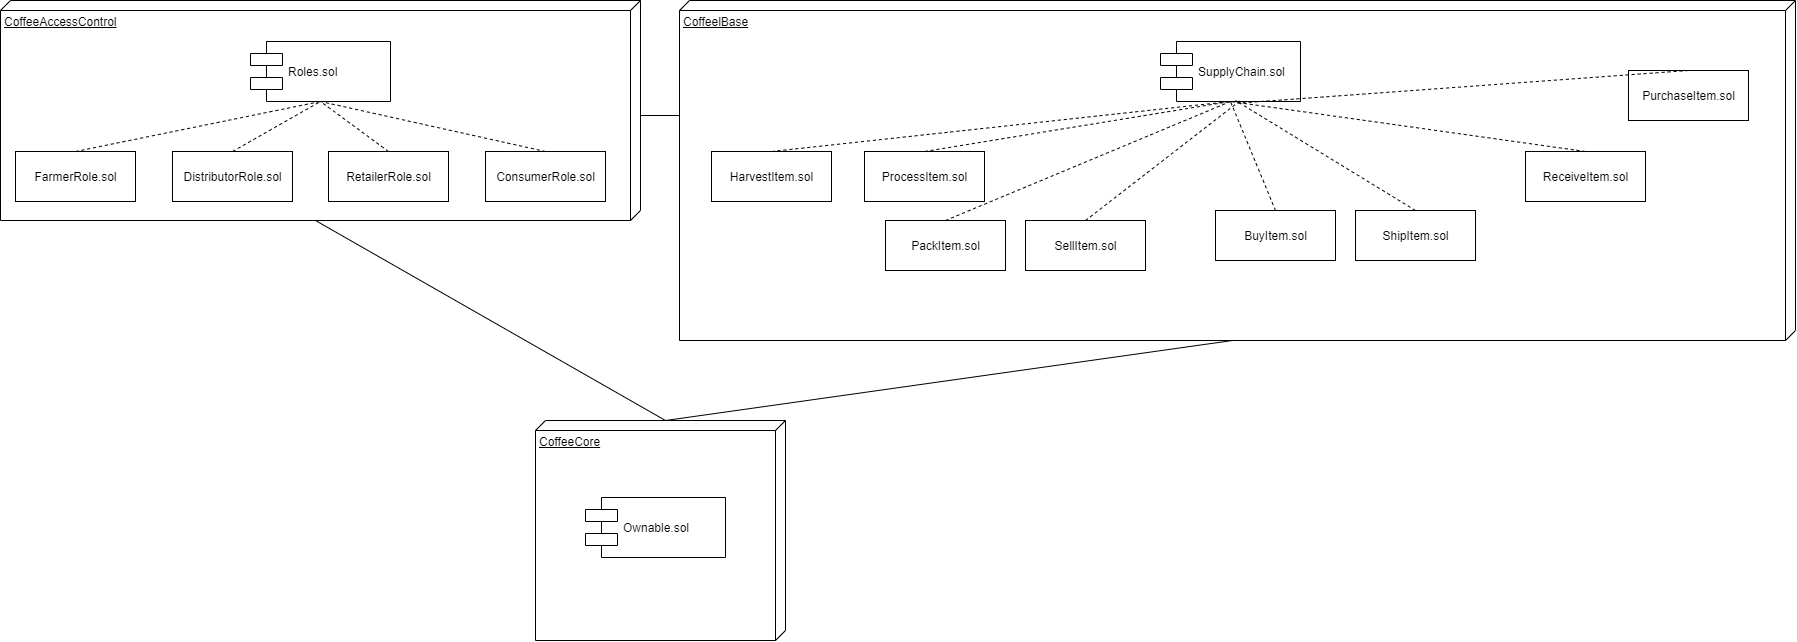 CoffeeAccessControl
Roles.sol
FarmerRole.sol
DistributorRole.sol
RetailerRole.sol
ConsumerRole.sol
CoffeelBase
SupplyChain.sol
PurchaseItem.sol
HarvestItem.sol
ProcessItem.sol
ReceiveItem.sol
PackItem.sol
SellItem.sol
BuyItem.sol
ShipItem.sol
CoffeeCore
Ownable.sol